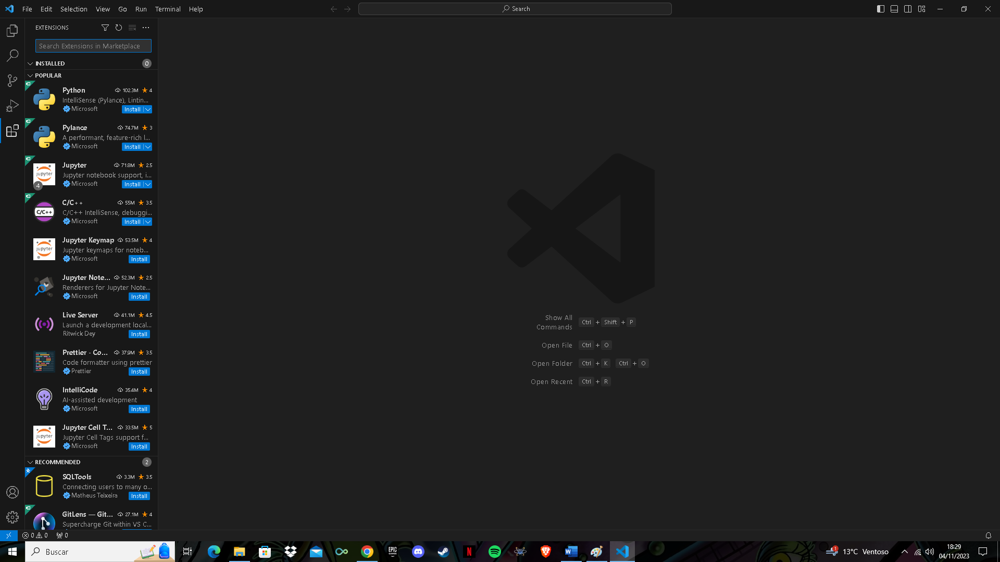 File Edit Selection View Go Run Terminal Help
Search
EXTENSIONS
Search Extensions in Marketplace
INSTALLED 0
POPULAR
Python 102.3M 4
IntelliSense (Pylance), Lintin...
Microsoft Install
Pylance 74.7M 3
A performant, feature-rich l...
Microsoft Install
Jupyter 71.8M 2.5
jupyter
Jupyter notebook support, i...
4 Microsoft Install
C/C++ 55M 3.5
C/C++
C/C++ IntelliSense, debuggi...
Microsoft Install
Jupyter Keymap 53.5M 4
jupyter
Jupyter keymaps for noteb...
Microsoft Install
Jupyter Note... 52.3M 2.5
Renderers for Jupyter Note...
Microsoft Install
Live Server 41.1M 4.5
Launch a development local...
Ritwick Dey Install
Prettier - Co... 37.9M 3.5
Code formatter using prettier
Prettier Install
IntelliCode 35.4M 4
AI-assisted development
Microsoft Install
Jupyter Cell T... 33.5M 5
jupyter
Jupyter Cell Tags support f...
Microsoft Install
RECOMMENDED 2
SQLTools 3.3M 3.5
Connecting users to many o...
Matheus Teixeira Install
GitLens — Git... 27.1M 4
Supercharge Git within VS C...
Show All
Commands Ctrl + Shift + P
Open File Ctrl + O
Open Folder Ctrl + K Ctrl + O
Open Recent Ctrl + R
0 0 0
Buscar
EPIC
GAMES
N
W
1
13°C Ventoso
18:29
04/11/2023